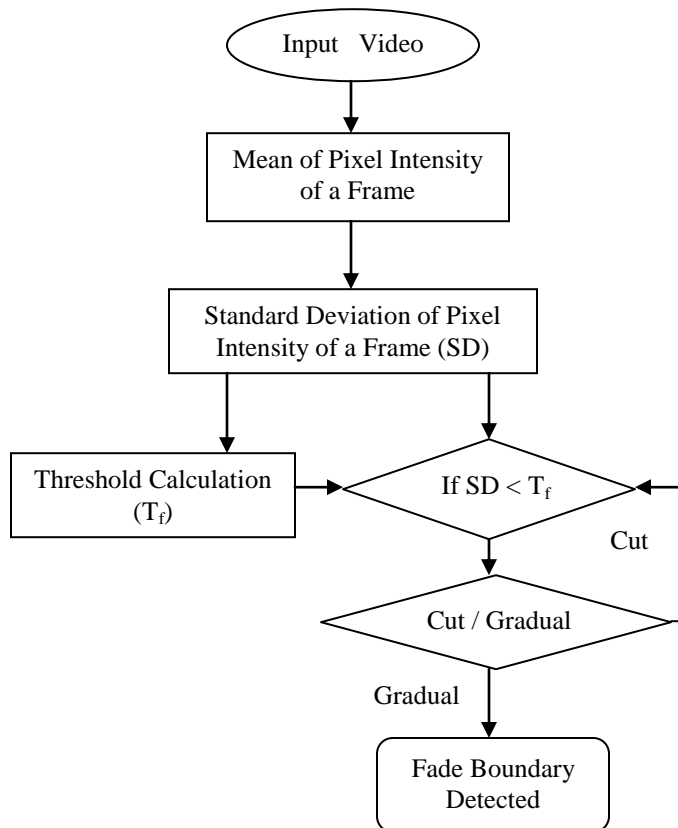 Input Video
Mean of Pixel Intensity
of a Frame
Standard Deviation of Pixel
Intensity of a Frame (SD)
Threshold Calculation
(Tf)
If SD < Tf
Cut
Cut / Gradual
Gradual
Fade Boundary
Detected